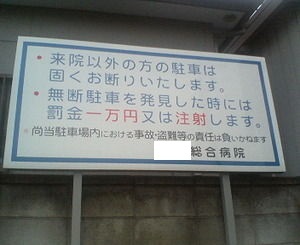 • 来院以外の方の駐車は
固くお断りいたします。
• 無断駐車を発見した時には
罰金一万円又は注射します。
※尚当駐車場内における事故・盗難等の責任は負いかねます
総合病院